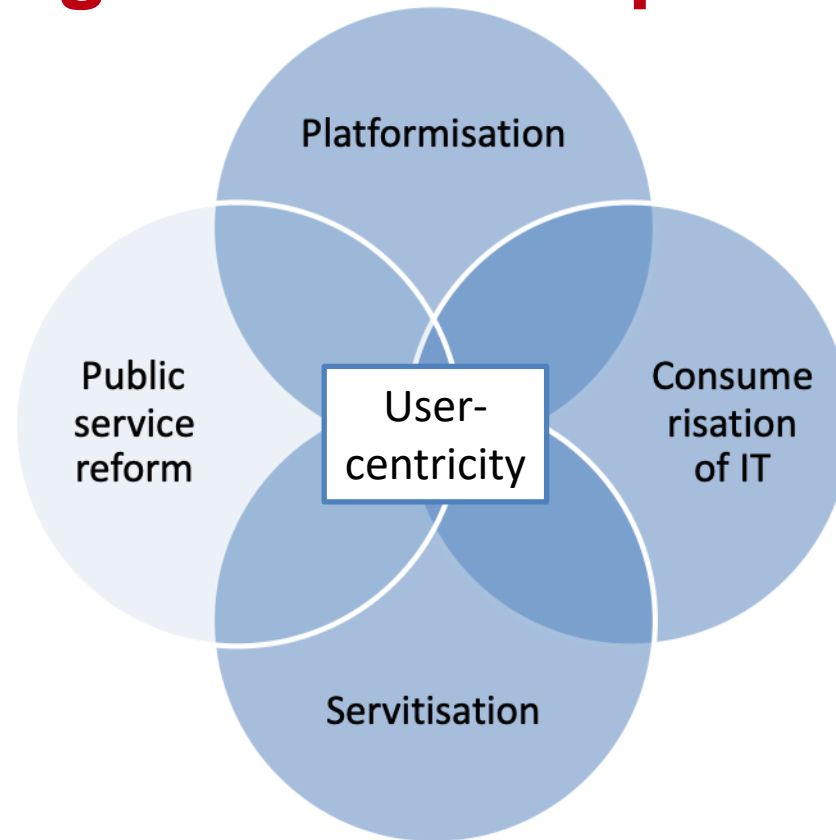 Platformisation
Public
service
reform
User-
centricity
Consume
risation
of IT
Servitisation